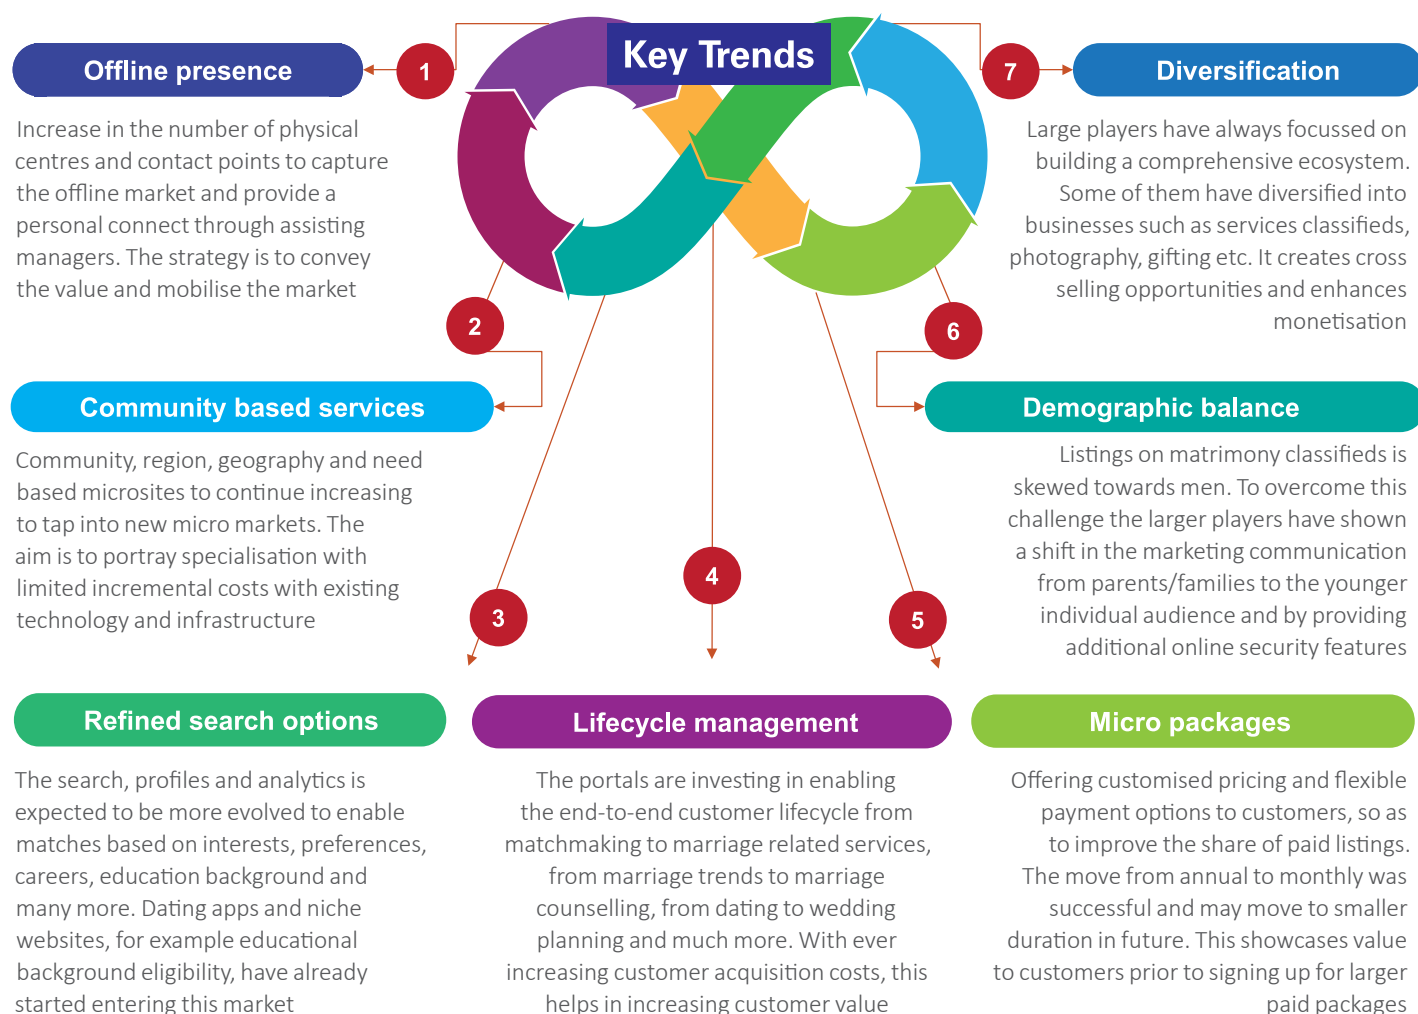 Key Trends
1
Offline presence
Increase in the number of physical
centres and contact points to capture
the offline market and provide a
personal connect through assisting
managers. The strategy is to convey
the value and mobilise the market
2
Community based services
Community, region, geography and need
based microsites to continue increasing
to tap into new micro markets. The
aim is to portray specialisation with
limited incremental costs with existing
technology and infrastructure
3
Refined search options
The search, profiles and analytics is
expected to be more evolved to enable
matches based on interests, preferences,
careers, education background and
many more. Dating apps and niche
websites, for example educational
background eligibility, have already
started entering this market
4
Lifecycle management
The portals are investing in enabling
the end-to-end customer lifecycle from
matchmaking to marriage related services,
from marriage trends to marriage
counselling, from dating to wedding
planning and much more. With ever
increasing customer acquisition costs, this
helps in increasing customer value
5
Micro packages
Offering customised pricing and flexible
payment options to customers, so as
to improve the share of paid listings.
The move from annual to monthly was
successful and may move to smaller
duration in future. This showcases value
to customers prior to signing up for larger
paid packages
6
Demographic balance
Listings on matrimony classifieds is
skewed towards men. To overcome this
challenge the larger players have shown
a shift in the marketing communication
from parents/families to the younger
individual audience and by providing
additional online security features
7
Diversification
Large players have always focussed on
building a comprehensive ecosystem.
Some of them have diversified into
businesses such as services classifieds,
photography, gifting etc. It creates cross
selling opportunities and enhances
monetisation